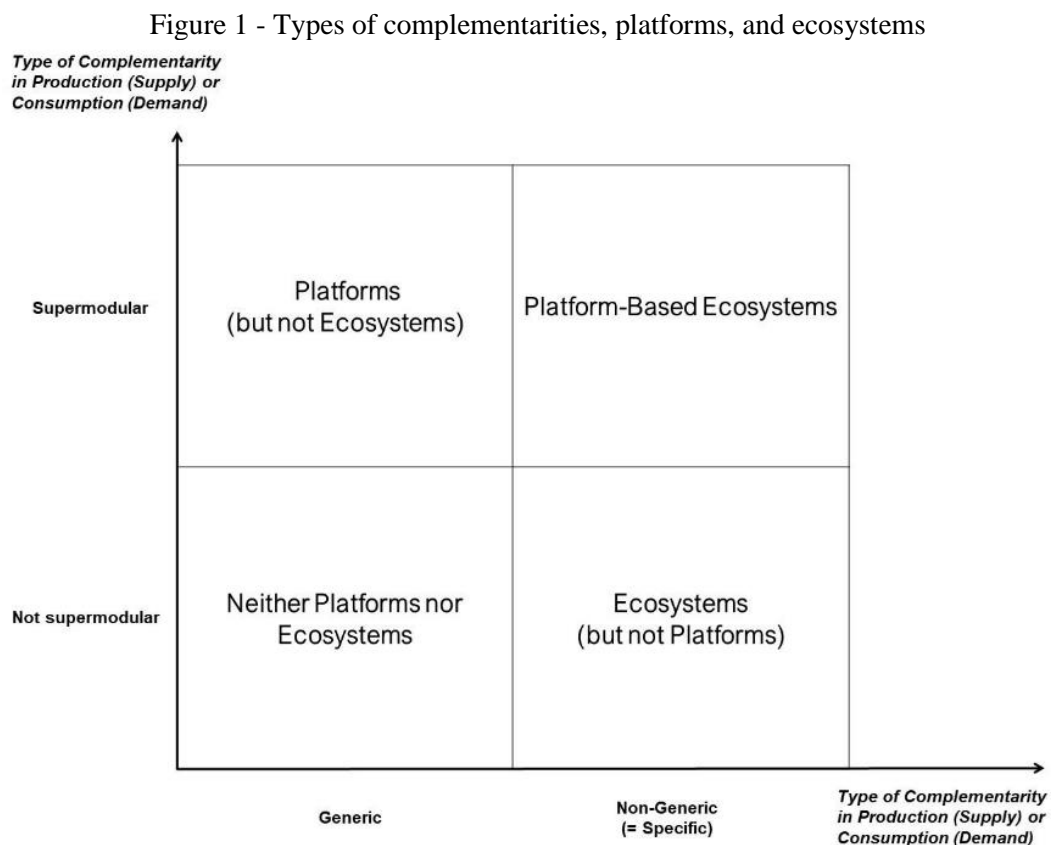 Figure 1 - Types of complementarities, platforms, and ecosystems
Type of Complementarity
in Production (Supply) or
Consumption (Demand)
Supermodular
Platforms
(but not Ecosystems)
Platform-Based Ecosystems
Not supermodular
Neither Platforms nor
Ecosystems
Ecosystems
(but not Platforms)
Generic
Non-Generic
(= Specific)
Type of Complementarity
in Production (Supply) or
Consumption (Demand)